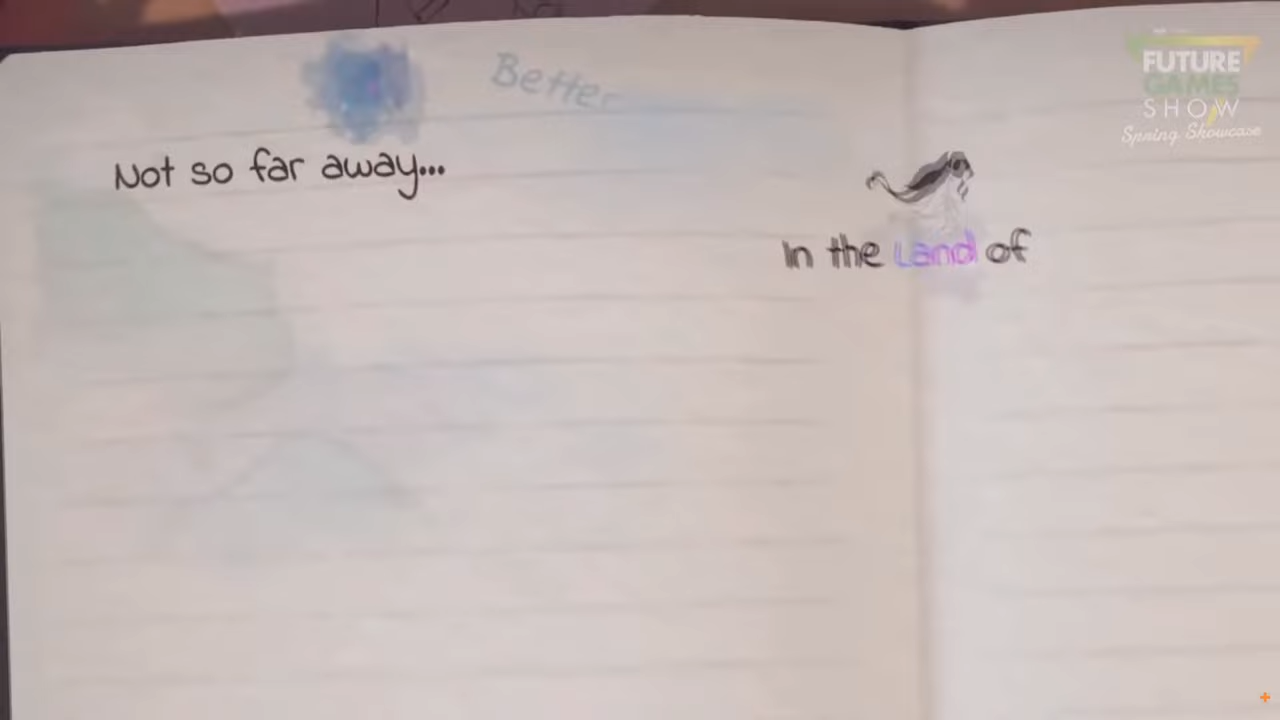 Better
Not so far away...
In the Land of
FUTURE
GAMES
SHOW
Spring Showcase